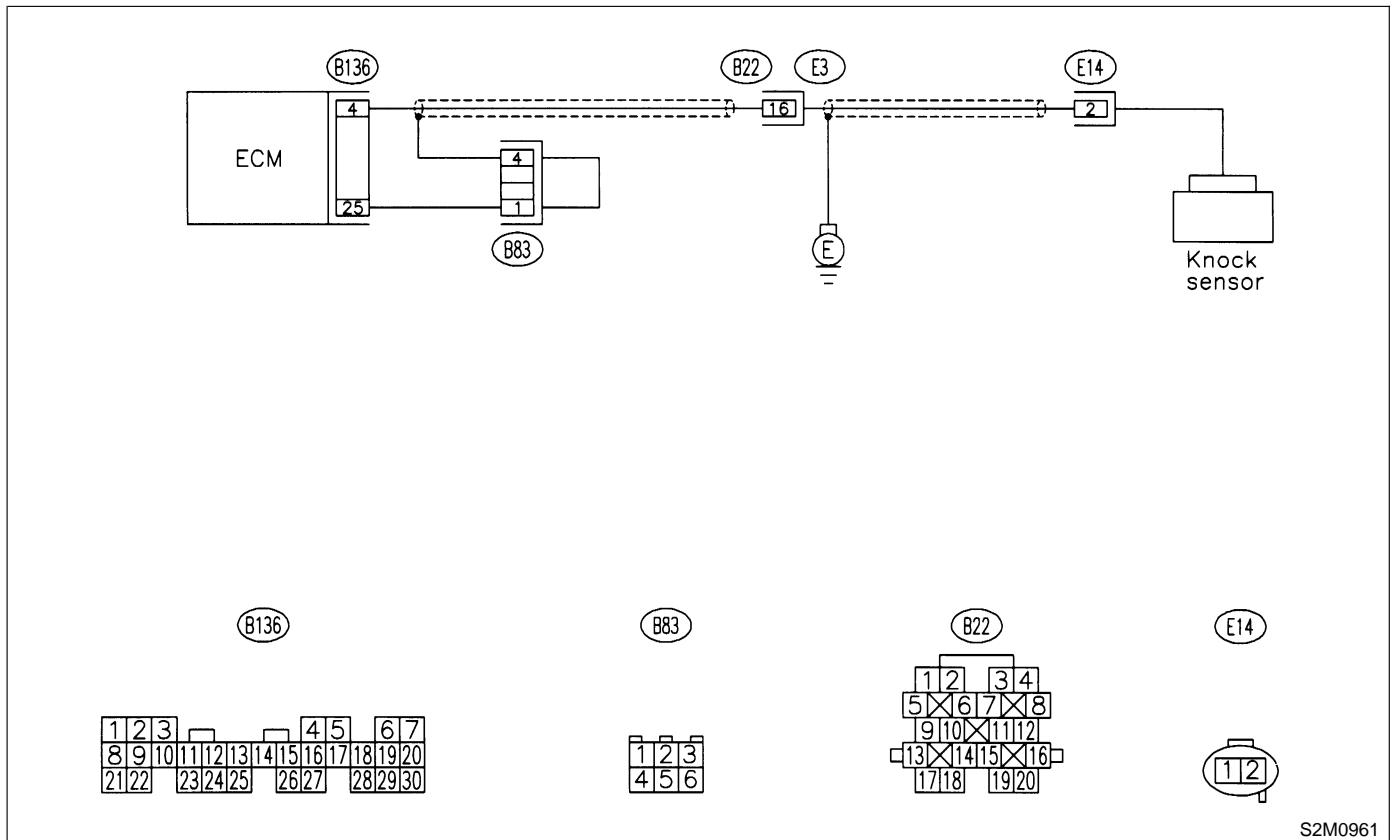 B136 B22 E3 E14
4 16 2
ECM 4
25 1
B83 E
Knock
sensor
B136 B83 B22 E14
1 2 3 4 5 6 7
8 9 10 11 12 13 14 15 16 17 18 19 20
21 22 23 24 25 26 27 28 29 30
1 2 3
4 5 6
1 2 3 4
5 6 7 8
9 10 11 12
13 14 15 16
17 18 19 20
1 2
S2M0961